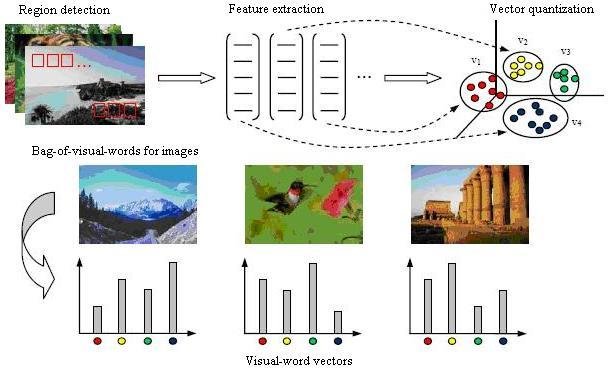 Region detection
Feature extraction
Vector quantization
...
...
v1
v2
v3
v4
Bag-of-visual-words for images
Visual-word vectors